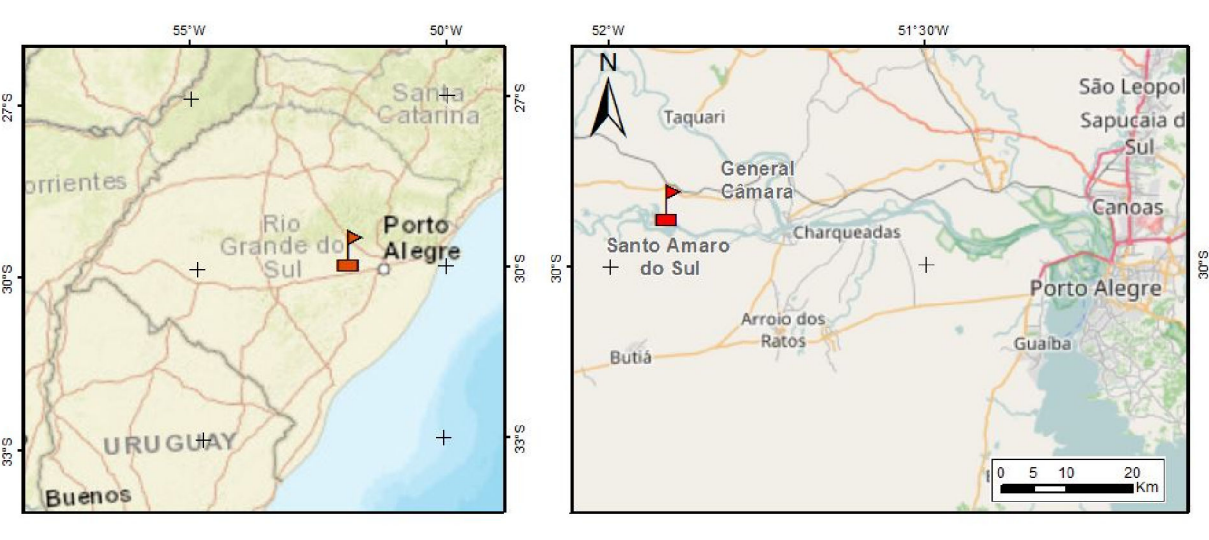 55°W
50°W
27°S
30°S
33°S
27°S
30°S
33°S
Santa
Catarina
orrientes
Rio
Grande do
Sul
Porto
Alegre
URUGUAY
Buenos
52°W
51°30'W
30°S
30°S
N
Taquari
São Leopol
Sapucaia d
Sul
General
Câmara
Canoas
Santo Amaro
do Sul
Charqueadas
Porto Alegre
Arroio dos
Ratos
Guaíba
Butiá
0 5 10 20
Km